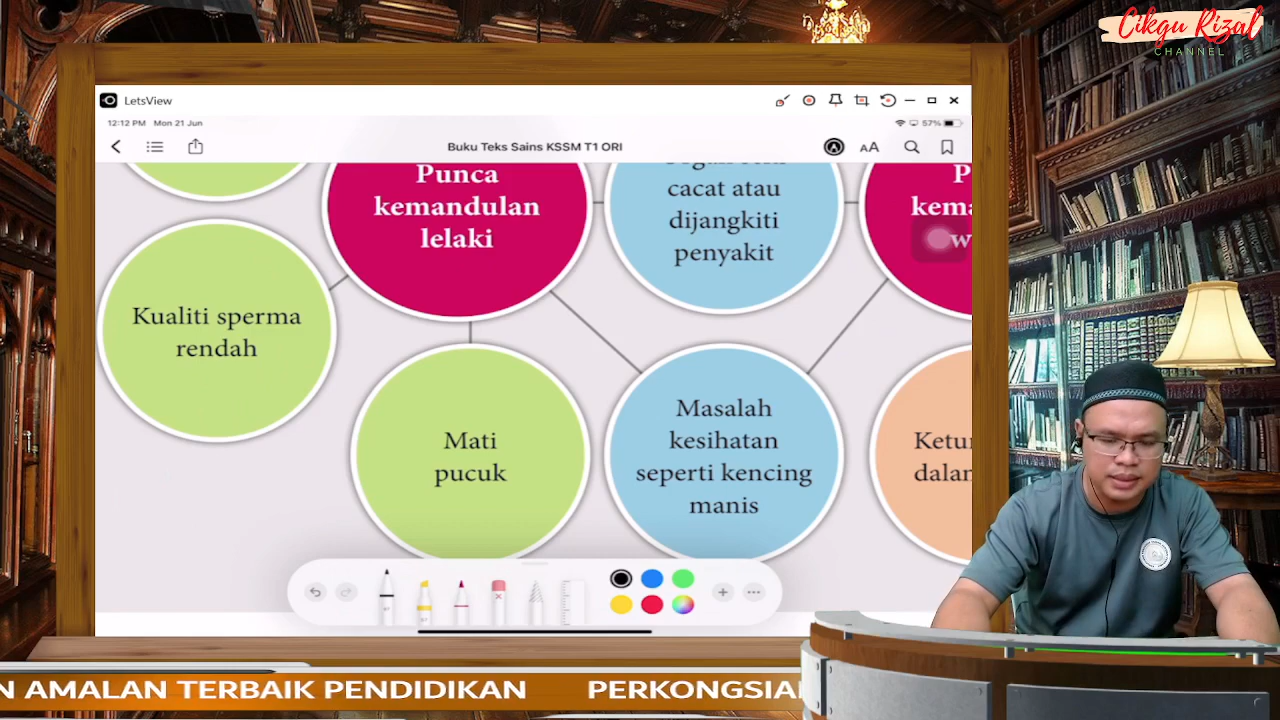 Cikgu Rizal
CHANNEL
LetsView
12:12 PM Mon 21 Jun
57%
Buku Teks Sains KSSM T1 ORI
AA
Punca
kemandulan
lelaki
cacat atau
dijangkiti
penyakit
P
kema
w
Kualiti sperma
rendah
Mati
pucuk
Masalah
kesihatan
seperti kencing
manis
Ketu
dalam
N AMALAN TERBAIK PENDIDIKAN PERKONGSIA